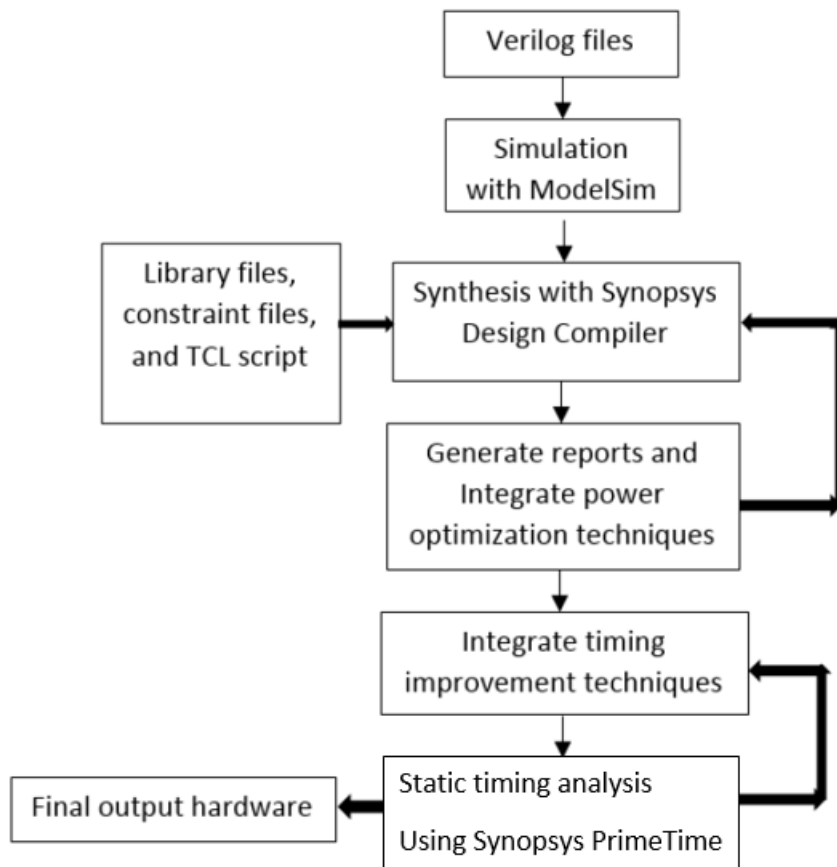 Verilog files
Simulation
with ModelSim
Library files,
constraint files,
and TCL script
Synthesis with Synopsys
Design Compiler
Generate reports and
Integrate power
optimization techniques
Integrate timing
improvement techniques
Static timing analysis
Using Synopsys PrimeTime
Final output hardware